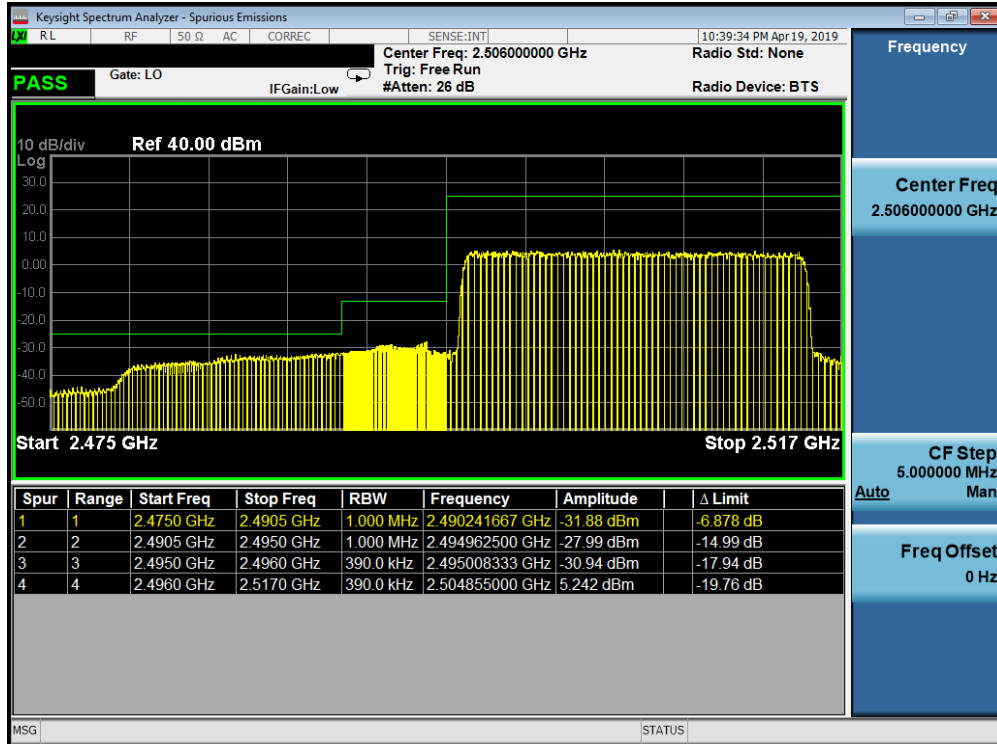 Keysight Spectrum Analyzer - Spurious Emissions
LXI RL RF 50 Ω AC CORREC SENSE:INT 10:39:34 PM Apr 19, 2019
Center Freq: 2.506000000 GHz Radio Std: None
Gate: LO Trig: Free Run
PASS IFGain:Low #Atten: 26 dB Radio Device: BTS
10 dB/div Ref 40.00 dBm
Log
30.0
20.0
10.0
0.00
-10.0
-20.0
-30.0
-40.0
-50.0
Start 2.475 GHz Stop 2.517 GHz
Spur Range Start Freq Stop Freq RBW Frequency Amplitude Δ Limit
1 1 2.4750 GHz 2.4905 GHz 1.000 MHz 2.490241667 GHz -31.88 dBm -6.878 dB
2 2 2.4905 GHz 2.4950 GHz 1.000 MHz 2.494962500 GHz -27.99 dBm -14.99 dB
3 3 2.4950 GHz 2.4960 GHz 390.0 kHz 2.495008333 GHz -30.94 dBm -17.94 dB
4 4 2.4960 GHz 2.5170 GHz 390.0 kHz 2.504855000 GHz 5.242 dBm -19.76 dB
MSG STATUS
Frequency
Center Freq
2.506000000 GHz
CF Step
5.000000 MHz
Auto Man
Freq Offset
0 Hz